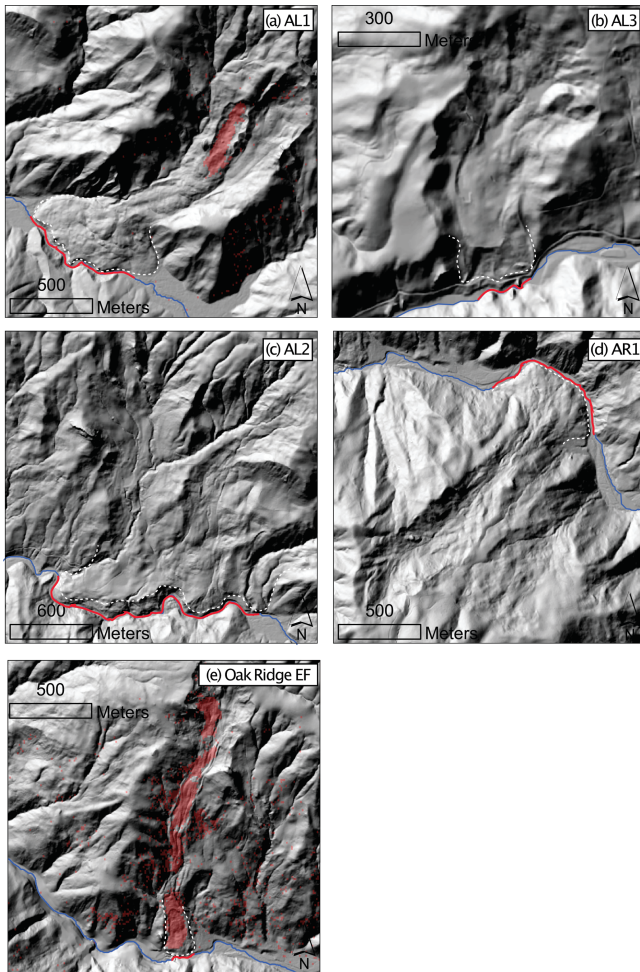 (a) AL1
500
Meters
N
(b) AL3
300
Meters
N
(c) AL2
600
Meters
N
(d) AR1
500
Meters
N
(e) Oak Ridge EF
500
Meters
N